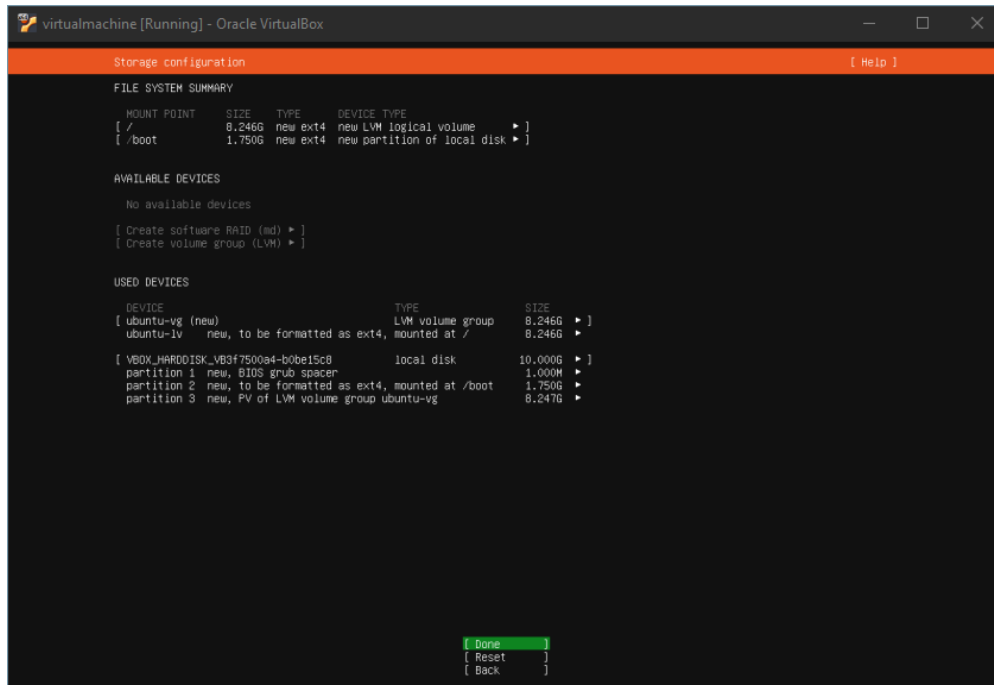 virtualmachine [Running] - Oracle VirtualBox
Storage configuration [ Help ]
FILE SYSTEM SUMMARY
MOUNT POINT SIZE TYPE DEVICE TYPE
[ / 8.246G new ext4 new LVM logical volume ▸ ]
[ /boot 1.750G new ext4 new partition of local disk ▸ ]
AVAILABLE DEVICES
No available devices
[ Create software RAID (md) ▸ ]
[ Create volume group (LVM) ▸ ]
USED DEVICES
DEVICE TYPE SIZE
[ ubuntu-vg (new) LVM volume group 8.246G ▸ ]
ubuntu-lv new, to be formatted as ext4, mounted at / 8.246G ▸
[ VBOX_HARDDISK_VB3f7500a4-b0be15c8 local disk 10.000G ▸ ]
partition 1 new, BIOS grub spacer 1.000M ▸
partition 2 new, to be formatted as ext4, mounted at /boot 1.750G ▸
partition 3 new, PV of LVM volume group ubuntu-vg 8.247G ▸
[ Done ]
[ Reset ]
[ Back ]